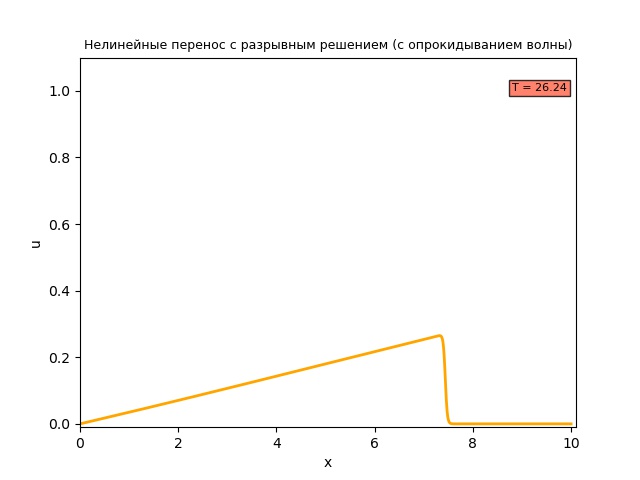 Нелинейные перенос с разрывным решением (с опрокидыванием волны)
T = 26.24
1.0
0.8
0.6
0.4
0.2
0.0
u
0 2 4 6 8 10
x